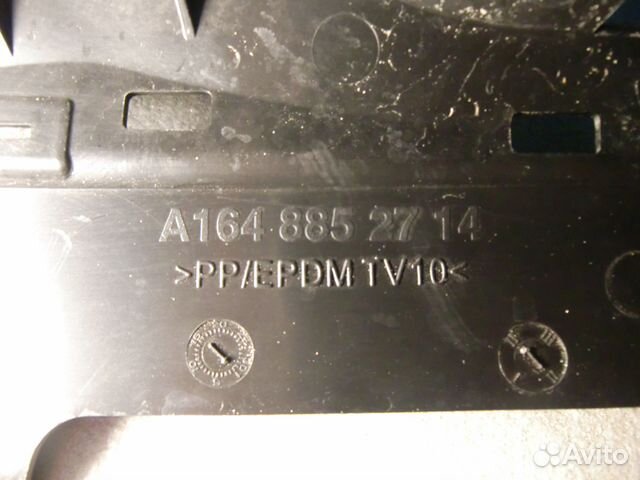 A164 885 27 14
>PP/EPDM TV10<
Avito